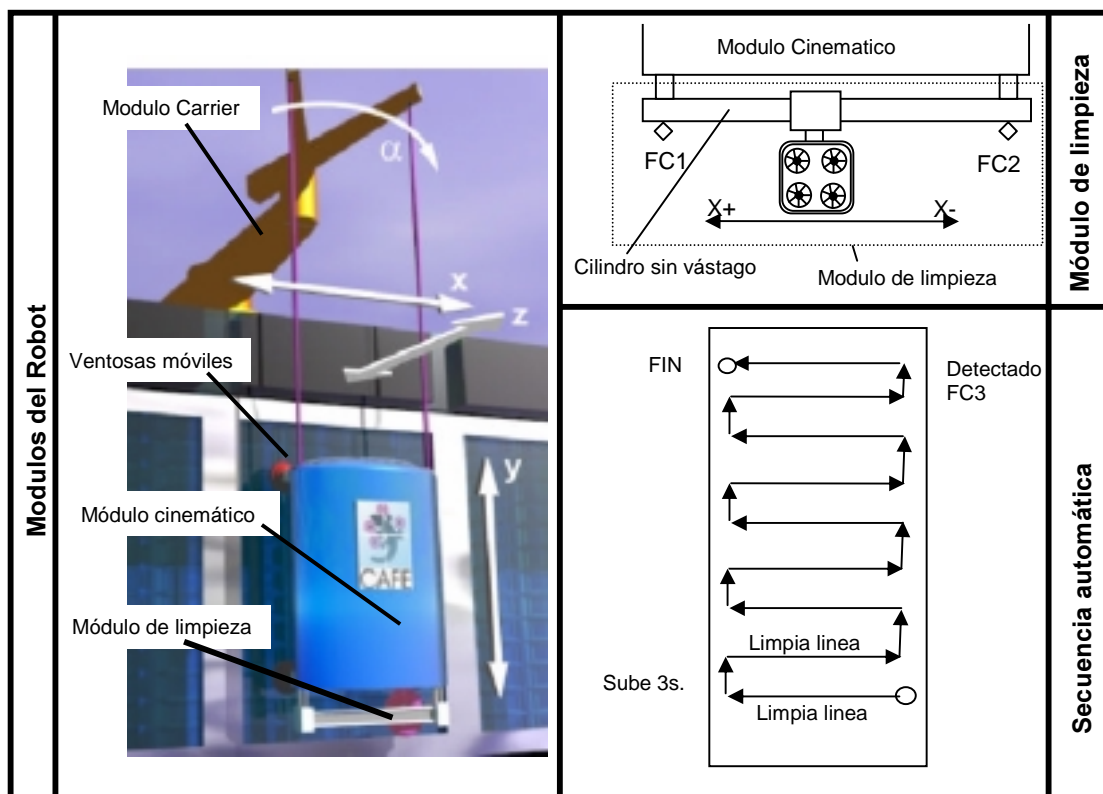 Modulos del Robot
Modulo Carrier
α
x
z
Ventosas móviles
y
Módulo cinemático
CAFE
Módulo de limpieza
Modulo Cinematico
FC1
FC2
X+
X-
Cilindro sin vástago
Modulo de limpieza
Módulo de limpieza
FIN
Detectado
FC3
Limpia linea
Sube 3s.
Limpia linea
Secuencia automática